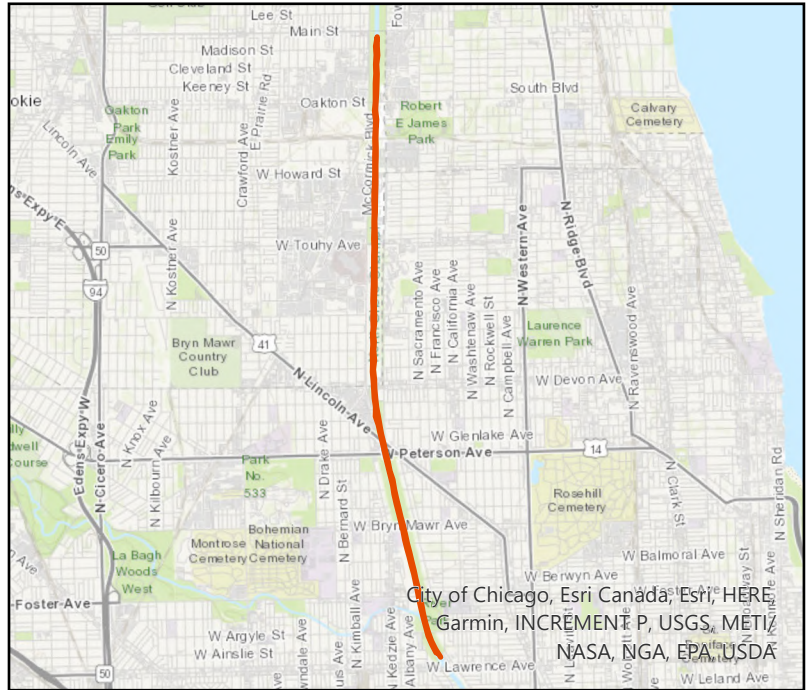 Lee St
Main St
Madison St
Cleveland St
Keeney St
okie
Oakton
Park
Emily
Park
Lincoln Ave
Kostner Ave
Crawford Ave
E Prairie Rd
Oakton St
McCormick Blvd
Robert
E James
Park
South Blvd
Calvary
Cemetery
W Howard St
W Touhy Ave
N Kostner Ave
50
94
41
Bryn Mawr
Country
Club
N Lincoln Ave
N Sacramento Ave
N Francisco Ave
N California Ave
N Washtenaw Ave
N Rockwell St
N Campbell Ave
N Western Ave
N Ridge Blvd
N Ravenswood Ave
Laurence
Warren Park
W Devon Ave
W Glenlake Ave
W Peterson Ave
14
Edens Expy W
N Cicero Ave
N Knox Ave
N Kilbourn Ave
Park
No.
533
N Drake Ave
N Bernard St
Rosehill
Cemetery
N Clark St
N Sheridan Rd
W Bryn Mawr Ave
Montrose
Cemetery
Bohemian
National
Cemetery
La Bagh
Woods
West
W Balmoral Ave
W Berwyn Ave
Foster Ave
W Argyle St
W Ainslie St
N Kimball Ave
N Kedzie Ave
Albany Ave
W Lawrence Ave
W Leland Ave
50
City of Chicago, Esri Canada, Esri, HERE,
Garmin, INCREMENT P, USGS, METI/
NASA, NGA, EPA, USDA